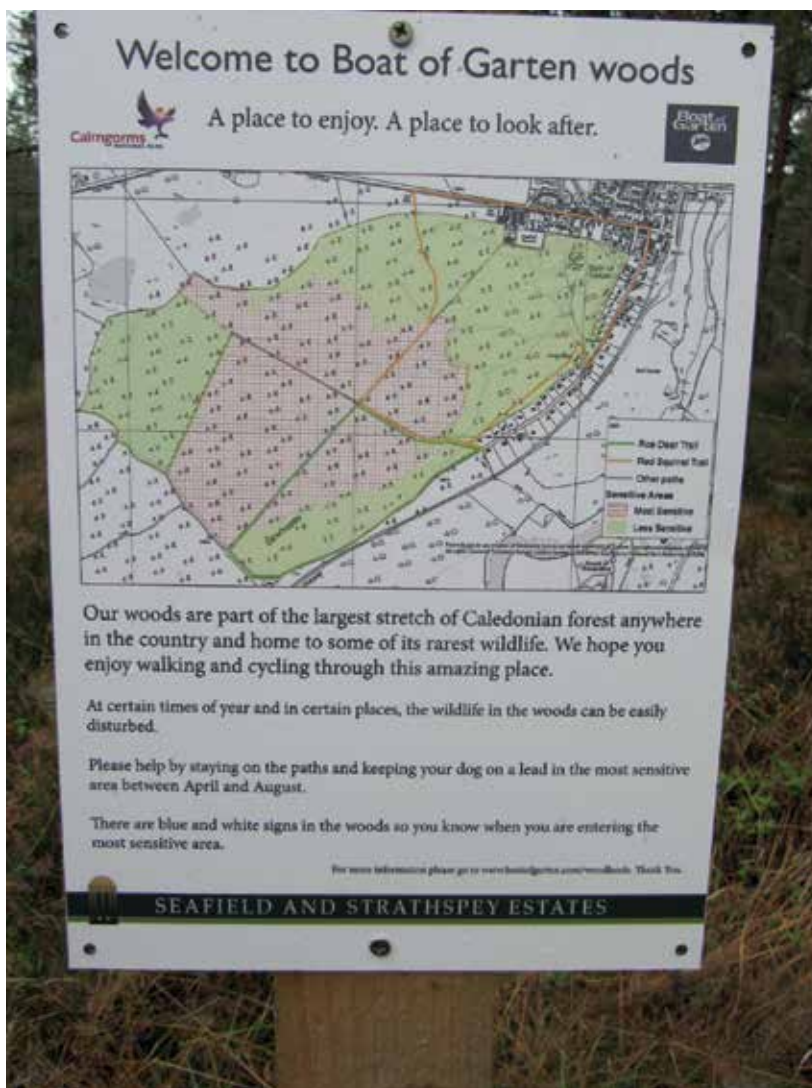 Welcome to Boat of Garten woods
Cairngorms
NATIONAL PARK
A place to enjoy. A place to look after.
Boat of
Garten
Roe Deer Trail
Red Squirrel Trail
Other paths
Sensitive Areas
Most Sensitive
Less Sensitive
Our woods are part of the largest stretch of Caledonian forest anywhere
in the country and home to some of its rarest wildlife. We hope you
enjoy walking and cycling through this amazing place.
At certain times of year and in certain places, the wildlife in the woods can be easily
disturbed.
Please help by staying on the paths and keeping your dog on a lead in the most sensitive
area between April and August.
There are blue and white signs in the woods so you know when you are entering the
most sensitive area.
For more information please go to www.boatofgarten.com/woodlands. Thank You.
SEAFIELD AND STRATHSPEY ESTATES